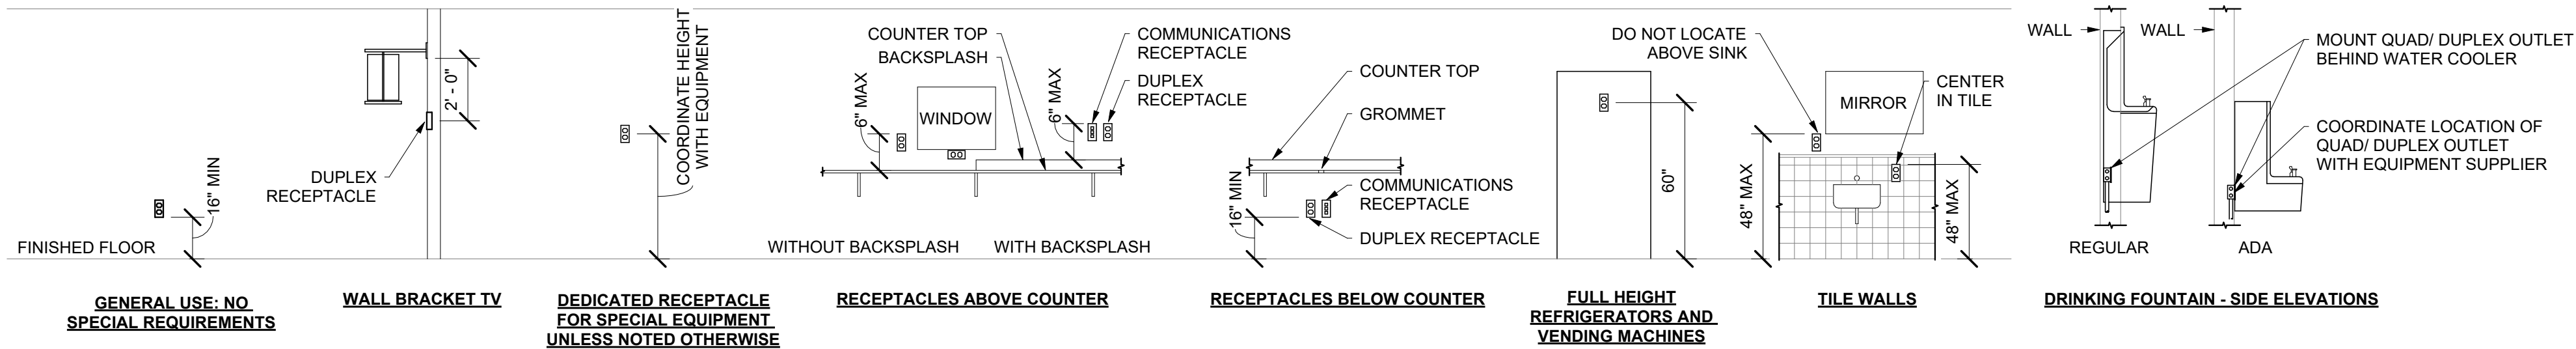 FINISHED FLOOR
16" MIN
GENERAL USE: NO
SPECIAL REQUIREMENTS
2' - 0"
DUPLEX
RECEPTACLE
WALL BRACKET TV
COORDINATE HEIGHT
WITH EQUIPMENT
DEDICATED RECEPTACLE
FOR SPECIAL EQUIPMENT
UNLESS NOTED OTHERWISE
COUNTER TOP
BACKSPLASH
6" MAX
WINDOW
6" MAX
COMMUNICATIONS
RECEPTACLE
DUPLEX
RECEPTACLE
WITHOUT BACKSPLASH
WITH BACKSPLASH
RECEPTACLES ABOVE COUNTER
COUNTER TOP
GROMMET
16" MIN
COMMUNICATIONS
RECEPTACLE
DUPLEX RECEPTACLE
RECEPTACLES BELOW COUNTER
60"
FULL HEIGHT
REFRIGERATORS AND
VENDING MACHINES
DO NOT LOCATE
ABOVE SINK
MIRROR
CENTER
IN TILE
48" MAX
48" MAX
TILE WALLS
WALL
WALL
MOUNT QUAD/ DUPLEX OUTLET
BEHIND WATER COOLER
COORDINATE LOCATION OF
QUAD/ DUPLEX OUTLET
WITH EQUIPMENT SUPPLIER
REGULAR
ADA
DRINKING FOUNTAIN - SIDE ELEVATIONS